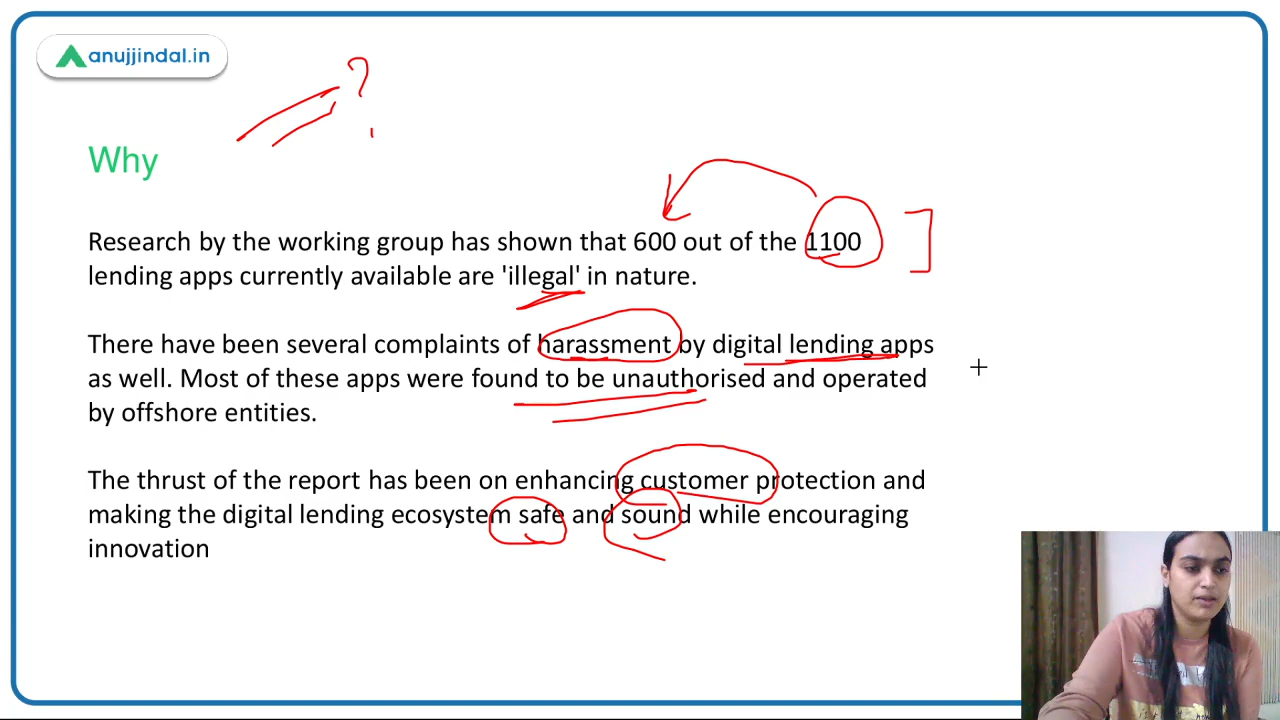 anujjindal.in
?
Why
Research by the working group has shown that 600 out of the 1100
lending apps currently available are 'illegal' in nature.
There have been several complaints of harassment by digital lending apps
as well. Most of these apps were found to be unauthorised and operated
by offshore entities.
The thrust of the report has been on enhancing customer protection and
making the digital lending ecosystem safe and sound while encouraging
innovation